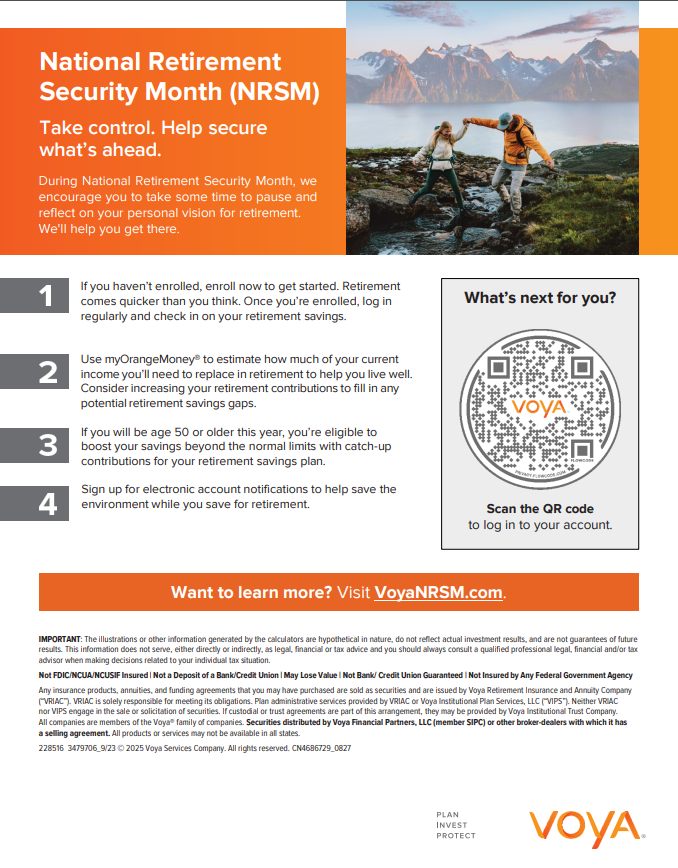 National Retirement
Security Month (NRSM)
Take control. Help secure
what's ahead.
During National Retirement Security Month, we
encourage you to take some time to pause and
reflect on your personal vision for retirement.
We'll help you get there.
1
If you haven't enrolled, enroll now to get started. Retirement
comes quicker than you think. Once you're enrolled, log in
regularly and check in on your retirement savings.
2
Use myOrangeMoney® to estimate how much of your current
income you'll need to replace in retirement to help you live well.
Consider increasing your retirement contributions to fill in any
potential retirement savings gaps.
3
If you will be age 50 or older this year, you're eligible to
boost your savings beyond the normal limits with catch-up
contributions for your retirement savings plan.
4
Sign up for electronic account notifications to help save the
environment while you save for retirement.
What's next for you?
VOYA
FLOWCODE
PRIVACY.FLOWCODE.COM
Scan the QR code
to log in to your account.
Want to learn more? Visit VoyaNRSM.com.
IMPORTANT: The illustrations or other information generated by the calculators are hypothetical in nature, do not reflect actual investment results, and are not guarantees of future
results. This information does not serve, either directly or indirectly, as legal, financial or tax advice and you should always consult a qualified professional legal, financial and/or tax
advisor when making decisions related to your individual tax situation.
Not FDIC/NCUA/NCUSIF Insured | Not a Deposit of a Bank/Credit Union | May Lose Value | Not Bank/ Credit Union Guaranteed | Not Insured by Any Federal Government Agency
Any insurance products, annuities, and funding agreements that you may have purchased are sold as securities and are issued by Voya Retirement Insurance and Annuity Company
("VRIAC"). VRIAC is solely responsible for meeting its obligations. Plan administrative services provided by VRIAC or Voya Institutional Plan Services, LLC ("VIPS"). Neither VRIAC
nor VIPS engage in the sale or solicitation of securities. If custodial or trust agreements are part of this arrangement, they may be provided by Voya Institutional Trust Company.
All companies are members of the Voya® family of companies. Securities distributed by Voya Financial Partners, LLC (member SIPC) or other broker-dealers with which it has
a selling agreement. All products or services may not be available in all states.
228516 3479706_9/23 © 2025 Voya Services Company. All rights reserved. CN4686729_0827
PLAN
INVEST
PROTECT
VOYA®